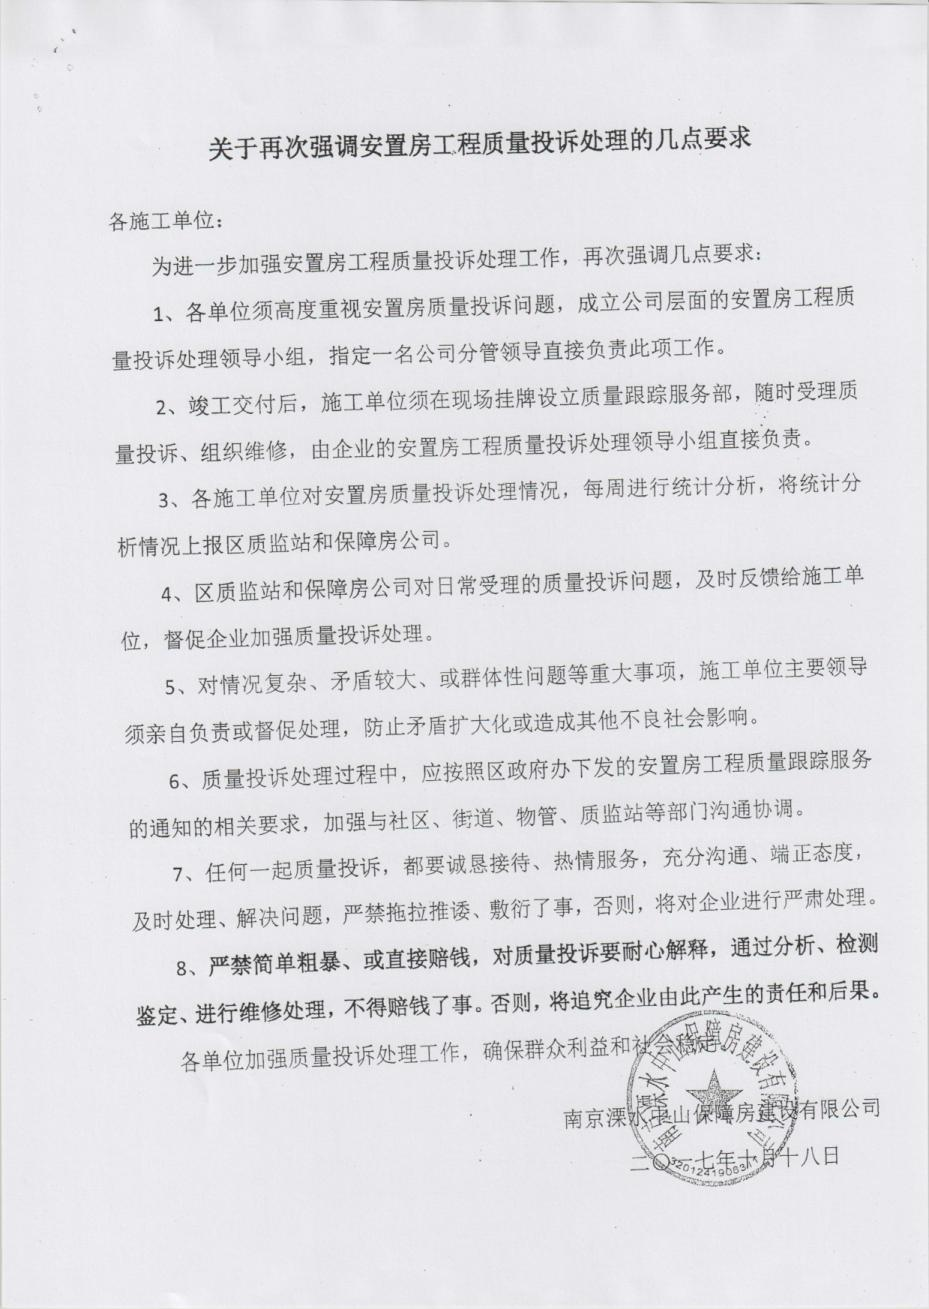 关于再次强调安置房工程质量投诉处理的几点要求
各施工单位：
为进一步加强安置房工程质量投诉处理工作，再次强调几点要求：
1、各单位须高度重视安置房质量投诉问题，成立公司层面的安置房工程质
量投诉处理领导小组，指定一名公司分管领导直接负责此项工作。
2、竣工交付后，施工单位须在现场挂牌设立质量跟踪服务部，随时受理质
量投诉、组织维修，由企业的安置房工程质量投诉处理领导小组直接负责。
3、各施工单位对安置房质量投诉处理情况，每周进行统计分析，将统计分
析情况上报区质监站和保障房公司。
4、区质监站和保障房公司对日常受理的质量投诉问题，及时反馈给施工单
位，督促企业加强质量投诉处理。
5、对情况复杂、矛盾较大、或群体性问题等重大事项，施工单位主要领导
须亲自负责或督促处理，防止矛盾扩大化或造成其他不良社会影响。
6、质量投诉处理过程中，应按照区政府办下发的安置房工程质量跟踪服务
的通知的相关要求，加强与社区、街道、物管、质监站等部门沟通协调。
7、任何一起质量投诉，都要诚恳接待、热情服务，充分沟通、端正态度，
及时处理、解决问题，严禁拖拉推诿、敷衍了事，否则，将对企业进行严肃处理。
8、严禁简单粗暴、或直接赔钱，对质量投诉要耐心解释，通过分析、检测
鉴定、进行维修处理，不得赔钱了事。否则，将追究企业由此产生的责任和后果。
各单位加强质量投诉处理工作，确保群众利益和社会稳定。
南京溧水中山保障房建设有限公司
二〇一七年十月十八日
南京溧水中山保障房建设有限公司